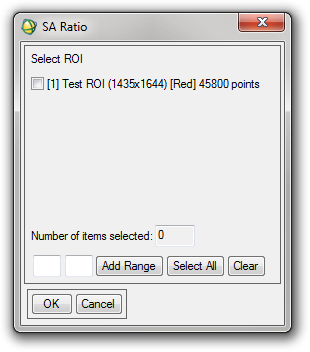 SA Ratio
Select ROI
[1] Test ROI (1435x1644) [Red] 45800 points
Number of items selected: 0
Add Range Select All Clear
OK Cancel